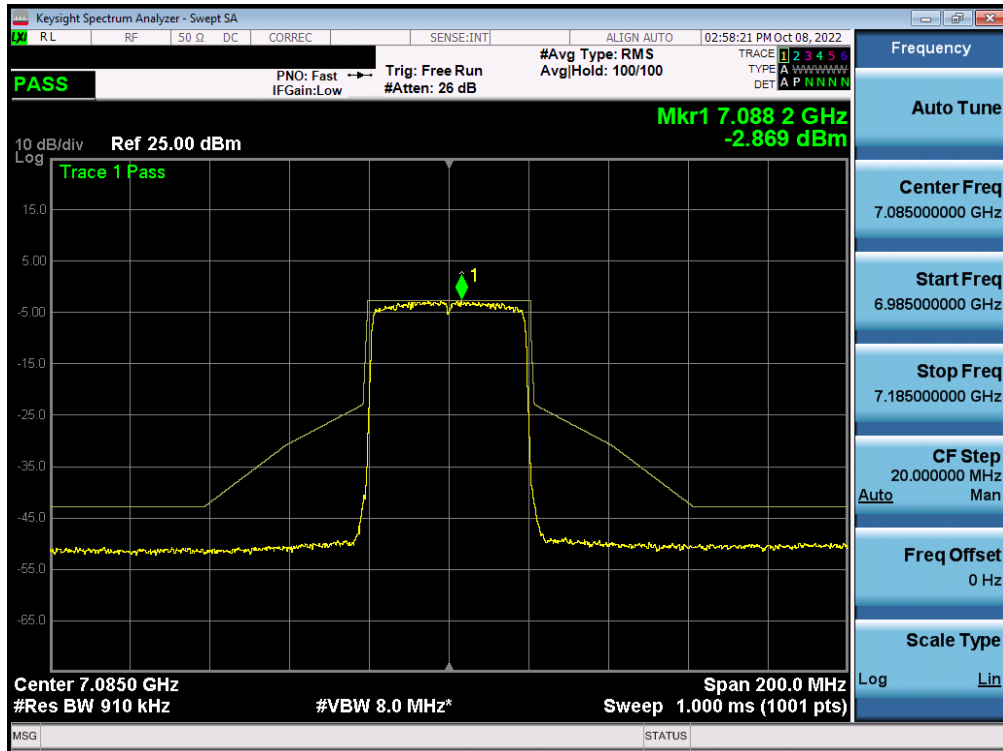 Keysight Spectrum Analyzer - Swept SA
LXI RL RF 50 Ω DC CORREC SENSE:INT ALIGN AUTO 02:58:21 PM Oct 08, 2022
PASS
PNO: Fast
IFGain:Low
Trig: Free Run
#Atten: 26 dB
#Avg Type: RMS
Avg|Hold: 100/100
TRACE 1 2 3 4 5 6
TYPE A WWWWW
DET A P N N N N
Mkr1 7.088 2 GHz
-2.869 dBm
10 dB/div Ref 25.00 dBm
Log
Trace 1 Pass
15.0
5.00
-5.00
-15.0
-25.0
-35.0
-45.0
-55.0
-65.0
1
Center 7.0850 GHz Span 200.0 MHz
#Res BW 910 kHz #VBW 8.0 MHz* Sweep 1.000 ms (1001 pts)
MSG STATUS
Frequency
Auto Tune
Center Freq
7.085000000 GHz
Start Freq
6.985000000 GHz
Stop Freq
7.185000000 GHz
CF Step
20.000000 MHz
Auto Man
Freq Offset
0 Hz
Scale Type
Log Lin